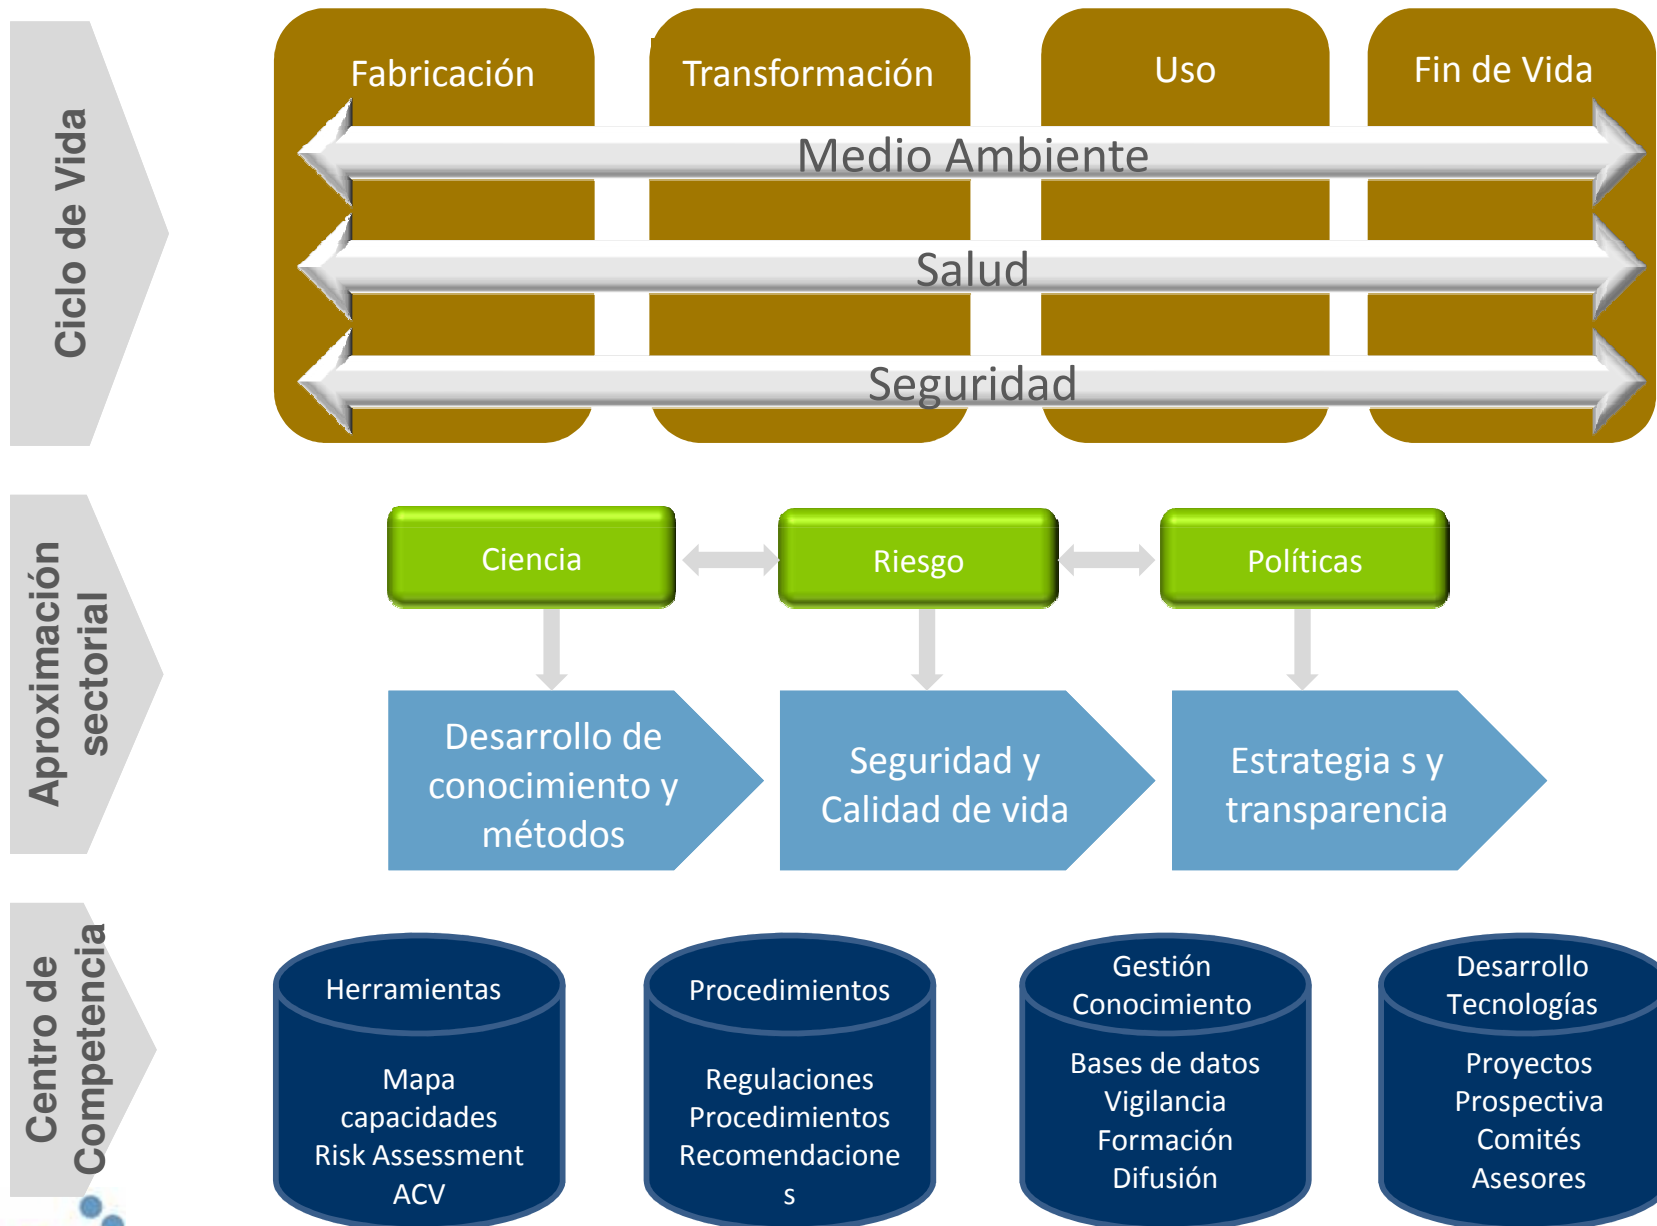 Ciclo de Vida
Fabricación
Transformación
Uso
Fin de Vida
Medio Ambiente
Salud
Seguridad
Aproximación
sectorial
Ciencia
Riesgo
Políticas
Desarrollo de
conocimiento y
métodos
Seguridad y
Calidad de vida
Estrategia s y
transparencia
Centro de
Competencia
Herramientas
Mapa
capacidades
Risk Assessment
ACV
Procedimientos
Regulaciones
Procedimientos
Recomendacione
s
Gestión
Conocimiento
Bases de datos
Vigilancia
Formación
Difusión
Desarrollo
Tecnologías
Proyectos
Prospectiva
Comités
Asesores